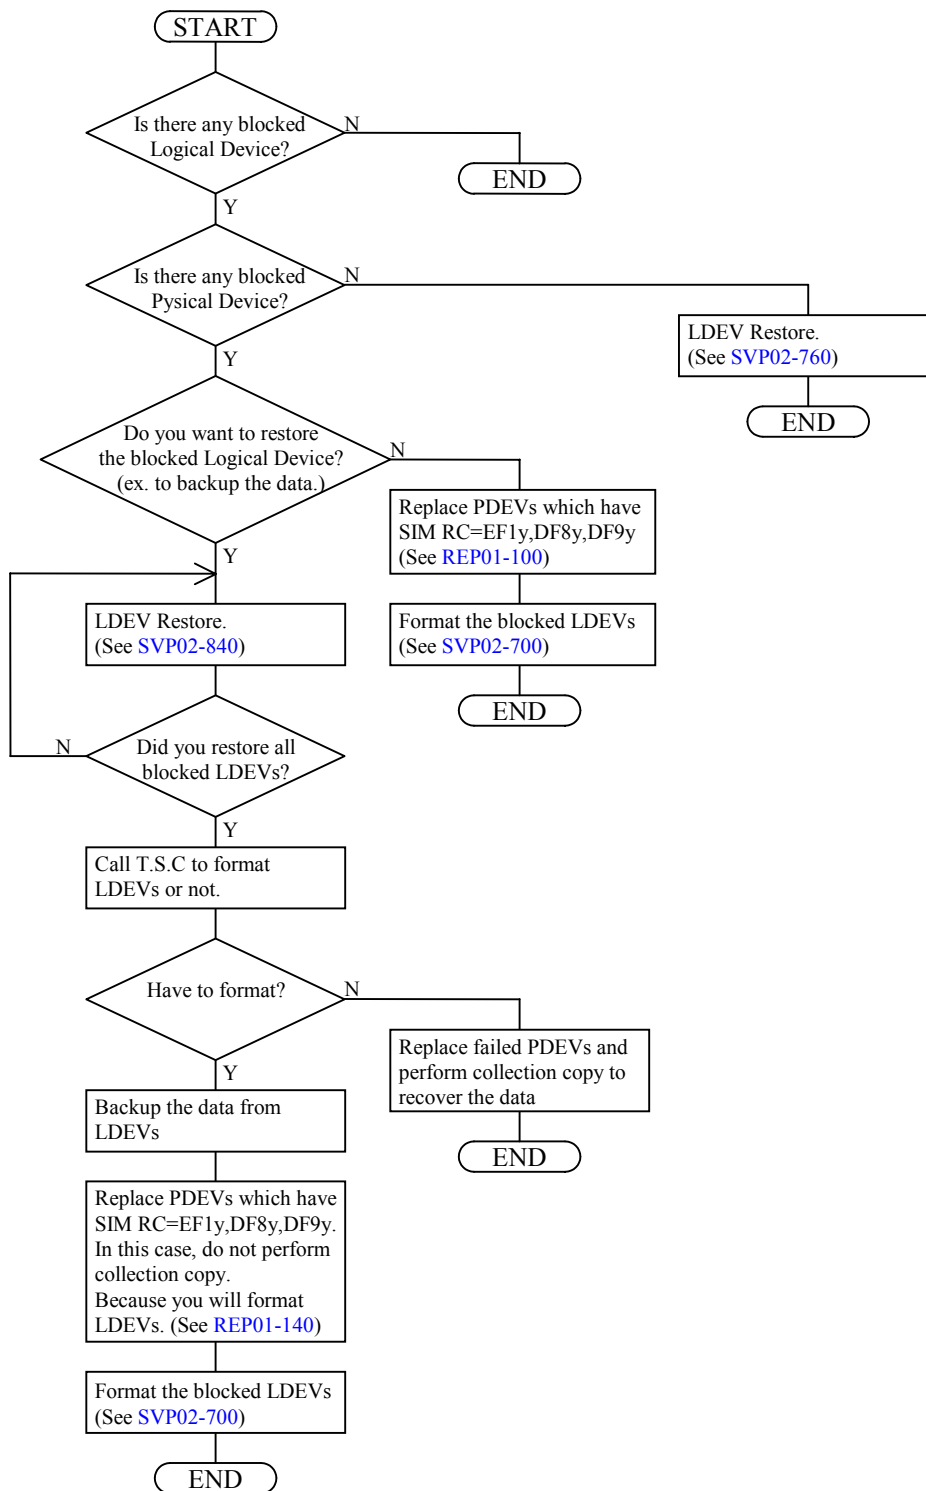 START
Is there any blocked
Logical Device?
N
END
Y
Is there any blocked
Pysical Device?
N
LDEV Restore.
(See SVP02-760)
END
Y
Do you want to restore
the blocked Logical Device?
(ex. to backup the data.)
N
Replace PDEVs which have
SIM RC=EF1y,DF8y,DF9y
(See REP01-100)
Format the blocked LDEVs
(See SVP02-700)
END
Y
LDEV Restore.
(See SVP02-840)
Did you restore all
blocked LDEVs?
N
Y
Call T.S.C to format
LDEVs or not.
Have to format?
N
Replace failed PDEVs and
perform collection copy to
recover the data
END
Y
Backup the data from
LDEVs
Replace PDEVs which have
SIM RC=EF1y,DF8y,DF9y.
In this case, do not perform
collection copy.
Because you will format
LDEVs. (See REP01-140)
Format the blocked LDEVs
(See SVP02-700)
END